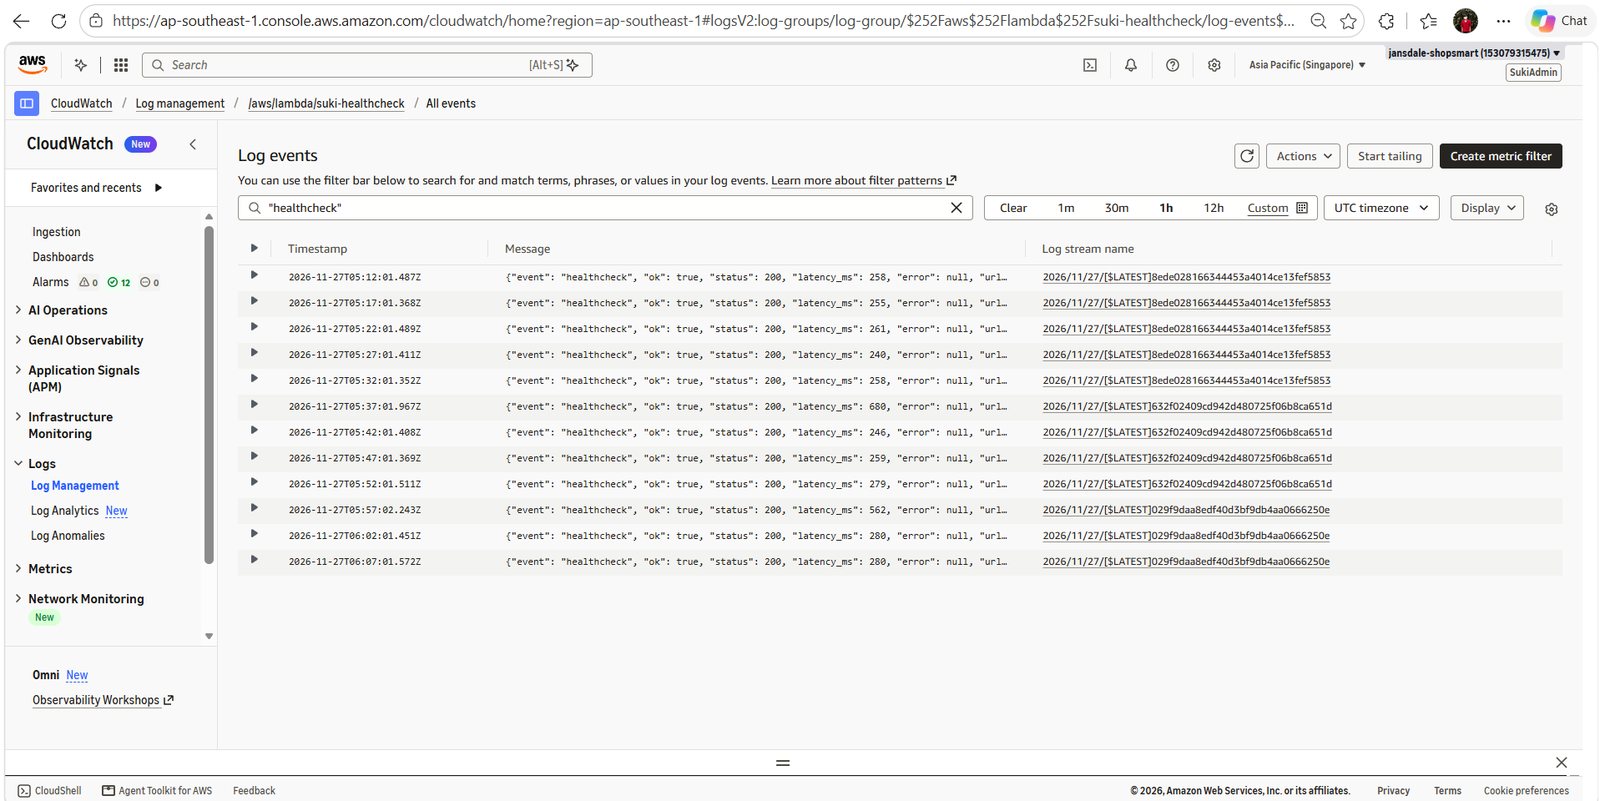 https://ap-southeast-1.console.aws.amazon.com/cloudwatch/home?region=ap-southeast-1#logsV2:log-groups/log-group/$252Faws$252Flambda$252Fsuki-healthcheck/log-events$...
Chat
aws
Search [Alt+S]
Asia Pacific (Singapore)
jansdale-shopsmart (153079315475)
SukiAdmin
CloudWatch / Log management / /aws/lambda/suki-healthcheck / All events
CloudWatch New
Favorites and recents
Ingestion
Dashboards
Alarms 0 12 0
AI Operations
GenAI Observability
Application Signals
(APM)
Infrastructure
Monitoring
Logs
Log Management
Log Analytics New
Log Anomalies
Metrics
Network Monitoring
New
Omni New
Observability Workshops
Log events
Actions Start tailing Create metric filter
You can use the filter bar below to search for and match terms, phrases, or values in your log events. Learn more about filter patterns
"healthcheck"
Clear 1m 30m 1h 12h Custom UTC timezone Display
Timestamp Message Log stream name
2026-11-27T05:12:01.487Z {"event": "healthcheck", "ok": true, "status": 200, "latency_ms": 258, "error": null, "url… 2026/11/27/[$LATEST]8ede028166344453a4014ce13fef5853
2026-11-27T05:17:01.368Z {"event": "healthcheck", "ok": true, "status": 200, "latency_ms": 255, "error": null, "url… 2026/11/27/[$LATEST]8ede028166344453a4014ce13fef5853
2026-11-27T05:22:01.489Z {"event": "healthcheck", "ok": true, "status": 200, "latency_ms": 261, "error": null, "url… 2026/11/27/[$LATEST]8ede028166344453a4014ce13fef5853
2026-11-27T05:27:01.411Z {"event": "healthcheck", "ok": true, "status": 200, "latency_ms": 240, "error": null, "url… 2026/11/27/[$LATEST]8ede028166344453a4014ce13fef5853
2026-11-27T05:32:01.352Z {"event": "healthcheck", "ok": true, "status": 200, "latency_ms": 258, "error": null, "url… 2026/11/27/[$LATEST]8ede028166344453a4014ce13fef5853
2026-11-27T05:37:01.967Z {"event": "healthcheck", "ok": true, "status": 200, "latency_ms": 680, "error": null, "url… 2026/11/27/[$LATEST]632f02409cd942d480725f06b8ca651d
2026-11-27T05:42:01.408Z {"event": "healthcheck", "ok": true, "status": 200, "latency_ms": 246, "error": null, "url… 2026/11/27/[$LATEST]632f02409cd942d480725f06b8ca651d
2026-11-27T05:47:01.369Z {"event": "healthcheck", "ok": true, "status": 200, "latency_ms": 259, "error": null, "url… 2026/11/27/[$LATEST]632f02409cd942d480725f06b8ca651d
2026-11-27T05:52:01.511Z {"event": "healthcheck", "ok": true, "status": 200, "latency_ms": 279, "error": null, "url… 2026/11/27/[$LATEST]632f02409cd942d480725f06b8ca651d
2026-11-27T05:57:02.243Z {"event": "healthcheck", "ok": true, "status": 200, "latency_ms": 562, "error": null, "url… 2026/11/27/[$LATEST]029f9daa8edf40d3bf9db4aa0666250e
2026-11-27T06:02:01.451Z {"event": "healthcheck", "ok": true, "status": 200, "latency_ms": 280, "error": null, "url… 2026/11/27/[$LATEST]029f9daa8edf40d3bf9db4aa0666250e
2026-11-27T06:07:01.572Z {"event": "healthcheck", "ok": true, "status": 200, "latency_ms": 280, "error": null, "url… 2026/11/27/[$LATEST]029f9daa8edf40d3bf9db4aa0666250e
CloudShell Agent Toolkit for AWS Feedback © 2026, Amazon Web Services, Inc. or its affiliates. Privacy Terms Cookie preferences